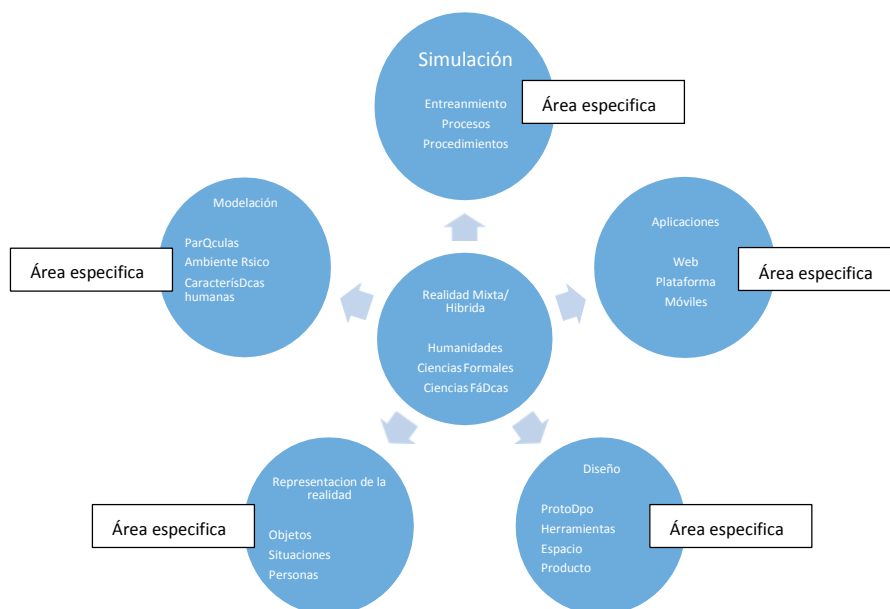 Simulación
Entreanmiento
Procesos
Procedimientos
Área especifica
Modelación
ParQculas
Ambiente Rsico
CaracterísDcas
humanas
Área especifica
Aplicaciones
Web
Plataforma
Móviles
Área especifica
Realidad Mixta/
Hibrida
Humanidades
Ciencias Formales
Ciencias FáDcas
Representacion de la
realidad
Objetos
Situaciones
Personas
Área especifica
Diseño
ProtoDpo
Herramientas
Espacio
Producto
Área especifica